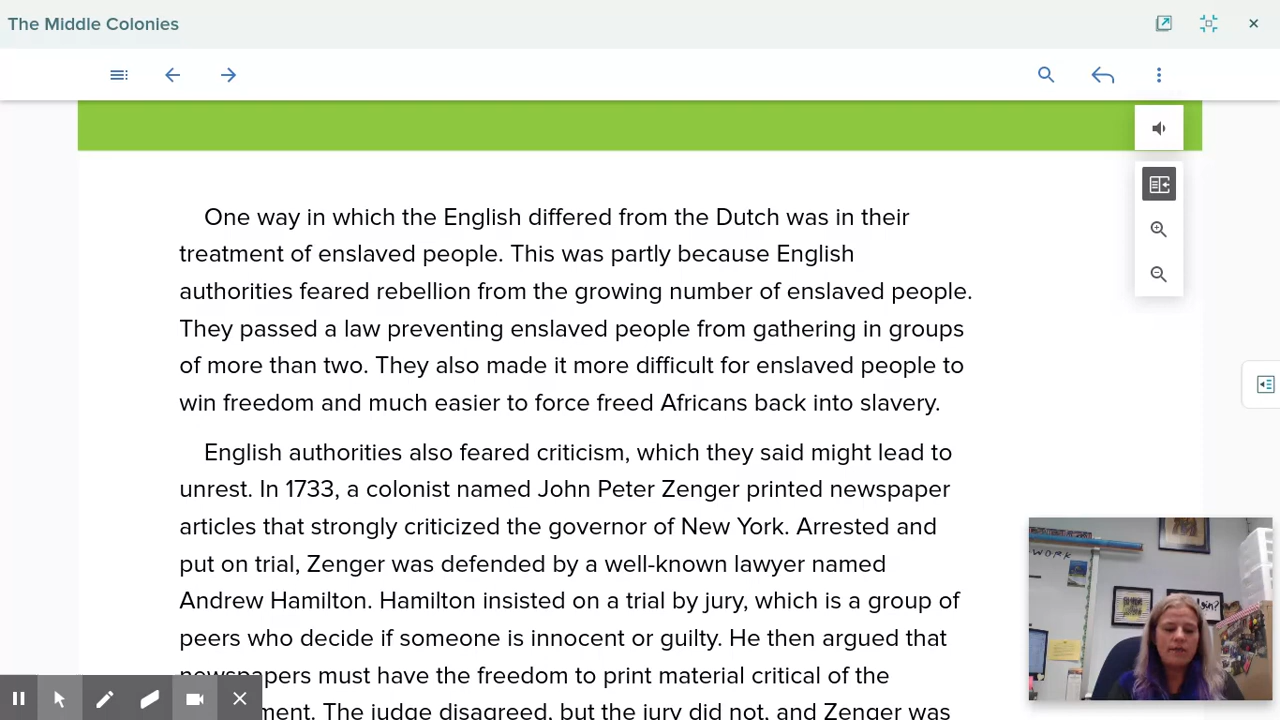 The Middle Colonies
One way in which the English differed from the Dutch was in their
treatment of enslaved people. This was partly because English
authorities feared rebellion from the growing number of enslaved people.
They passed a law preventing enslaved people from gathering in groups
of more than two. They also made it more difficult for enslaved people to
win freedom and much easier to force freed Africans back into slavery.
English authorities also feared criticism, which they said might lead to
unrest. In 1733, a colonist named John Peter Zenger printed newspaper
articles that strongly criticized the governor of New York. Arrested and
put on trial, Zenger was defended by a well-known lawyer named
Andrew Hamilton. Hamilton insisted on a trial by jury, which is a group of
peers who decide if someone is innocent or guilty. He then argued that
newspapers must have the freedom to print material critical of the
ment. The judge disagreed, but the jury did not, and Zenger was
WORK